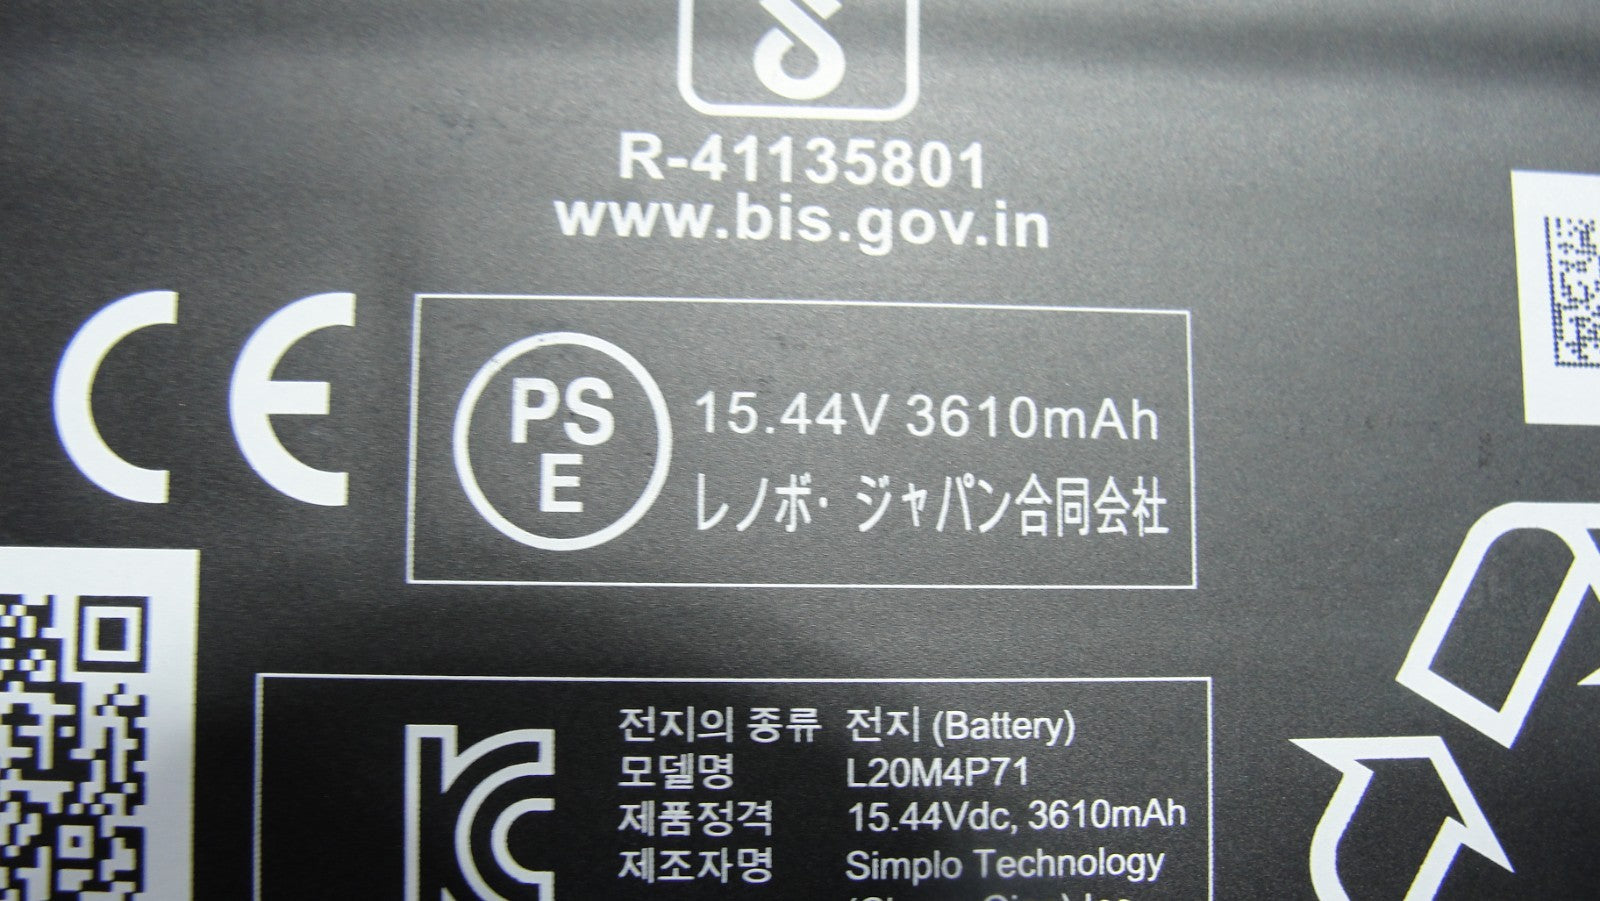 R-41135801
www.bis.gov.in
CE
PS
E
15.44V 3610mAh
レノボ・ジャパン合同会社
전지의 종류 전지 (Battery)
모델명 L20M4P71
제품정격 15.44Vdc, 3610mAh
제조자명 Simplo Technology